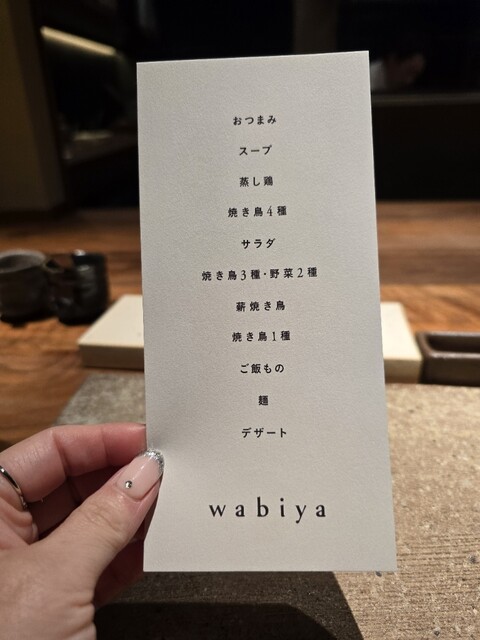 おつまみ
スープ
蒸し鶏
焼き鳥4種
サラダ
焼き鳥3種･野菜2種
薪焼き鳥
焼き鳥1種
ご飯もの
麺
デザート
wabiya